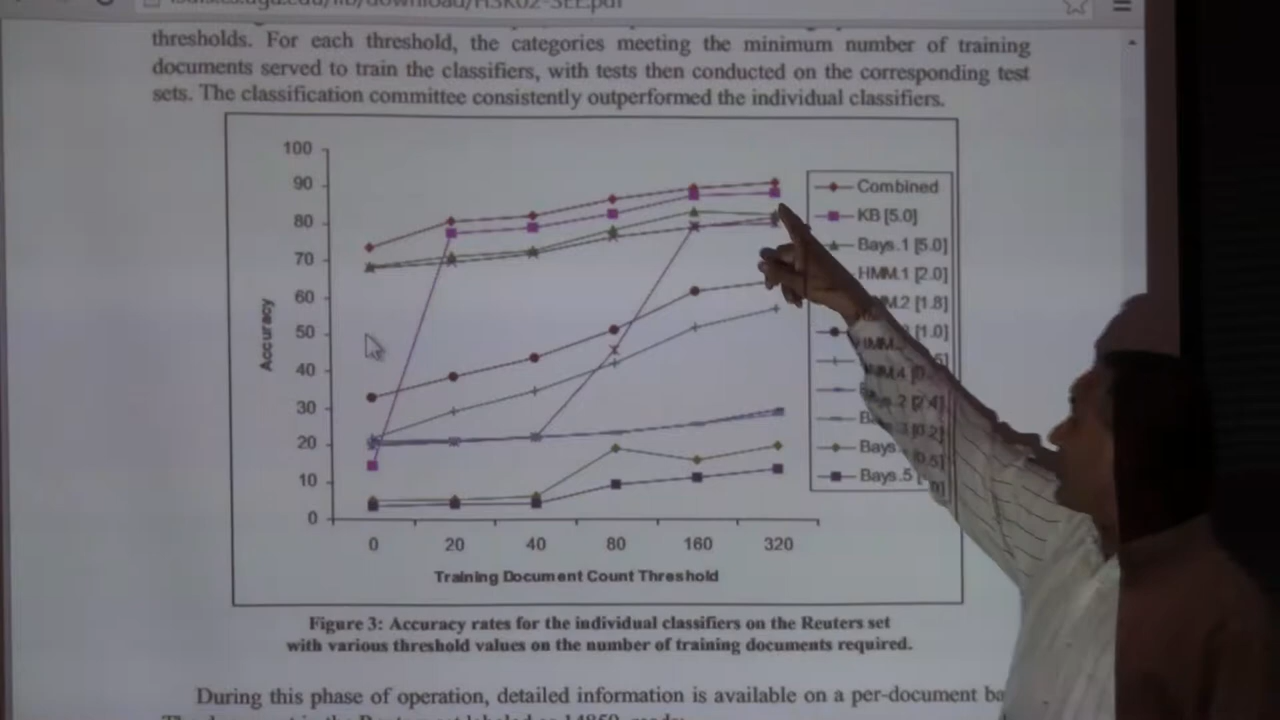 thresholds. For each threshold, the categories meeting the minimum number of training
documents served to train the classifiers, with tests then conducted on the corresponding test
sets. The classification committee consistently outperformed the individual classifiers.
100
90
80
70
60
50
40
30
20
10
0
Accuracy
0 20 40 80 160 320
Training Document Count Threshold
Combined
KB [5.0]
Bays.1 [5.0]
HMM.1 [2.0]
M.2 [1.8]
[1.0]
Bays.5
Figure 3: Accuracy rates for the individual classifiers on the Reuters set
with various threshold values on the number of training documents required.
During this phase of operation, detailed information is available on a per-document ba